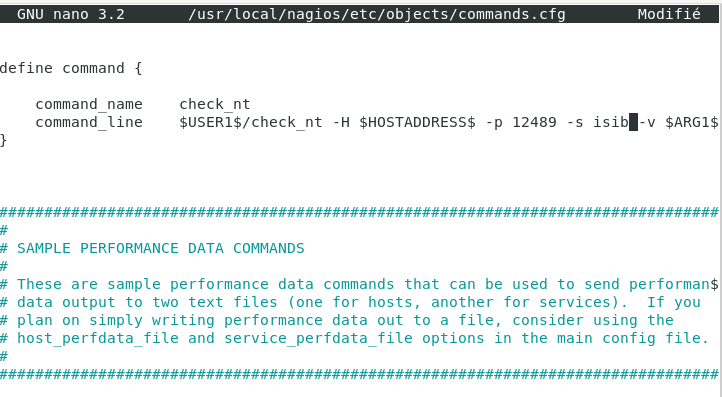 GNU nano 3.2 /usr/local/nagios/etc/objects/commands.cfg Modifié
define command {
command_name check_nt
command_line $USER1$/check_nt -H $HOSTADDRESS$ -p 12489 -s isib -v $ARG1$
}
################################################################################
#
# SAMPLE PERFORMANCE DATA COMMANDS
#
# These are sample performance data commands that can be used to send performan$
# data output to two text files (one for hosts, another for services).  If you
# plan on simply writing performance data out to a file, consider using the
# host_perfdata_file and service_perfdata_file options in the main config file.
#
################################################################################